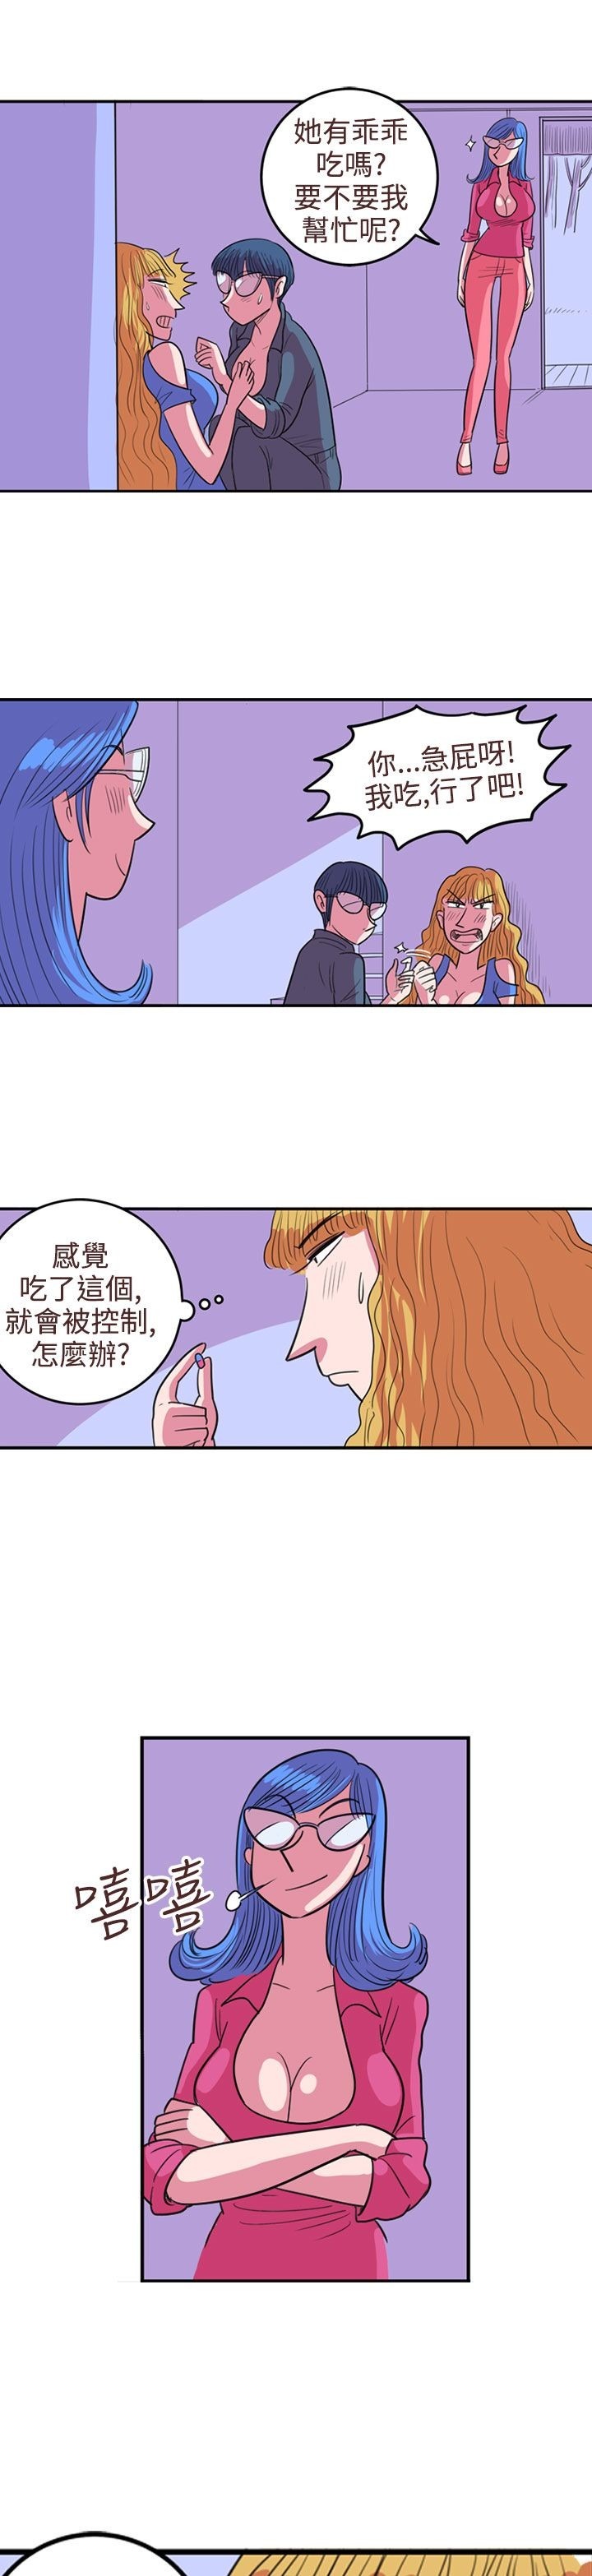 她有乖乖
吃嗎?
要不要我
幫忙呢?
你...急屁呀!
我吃,行了吧!
感覺
吃了這個,
就會被控制,
怎麼辦?
嘻嘻